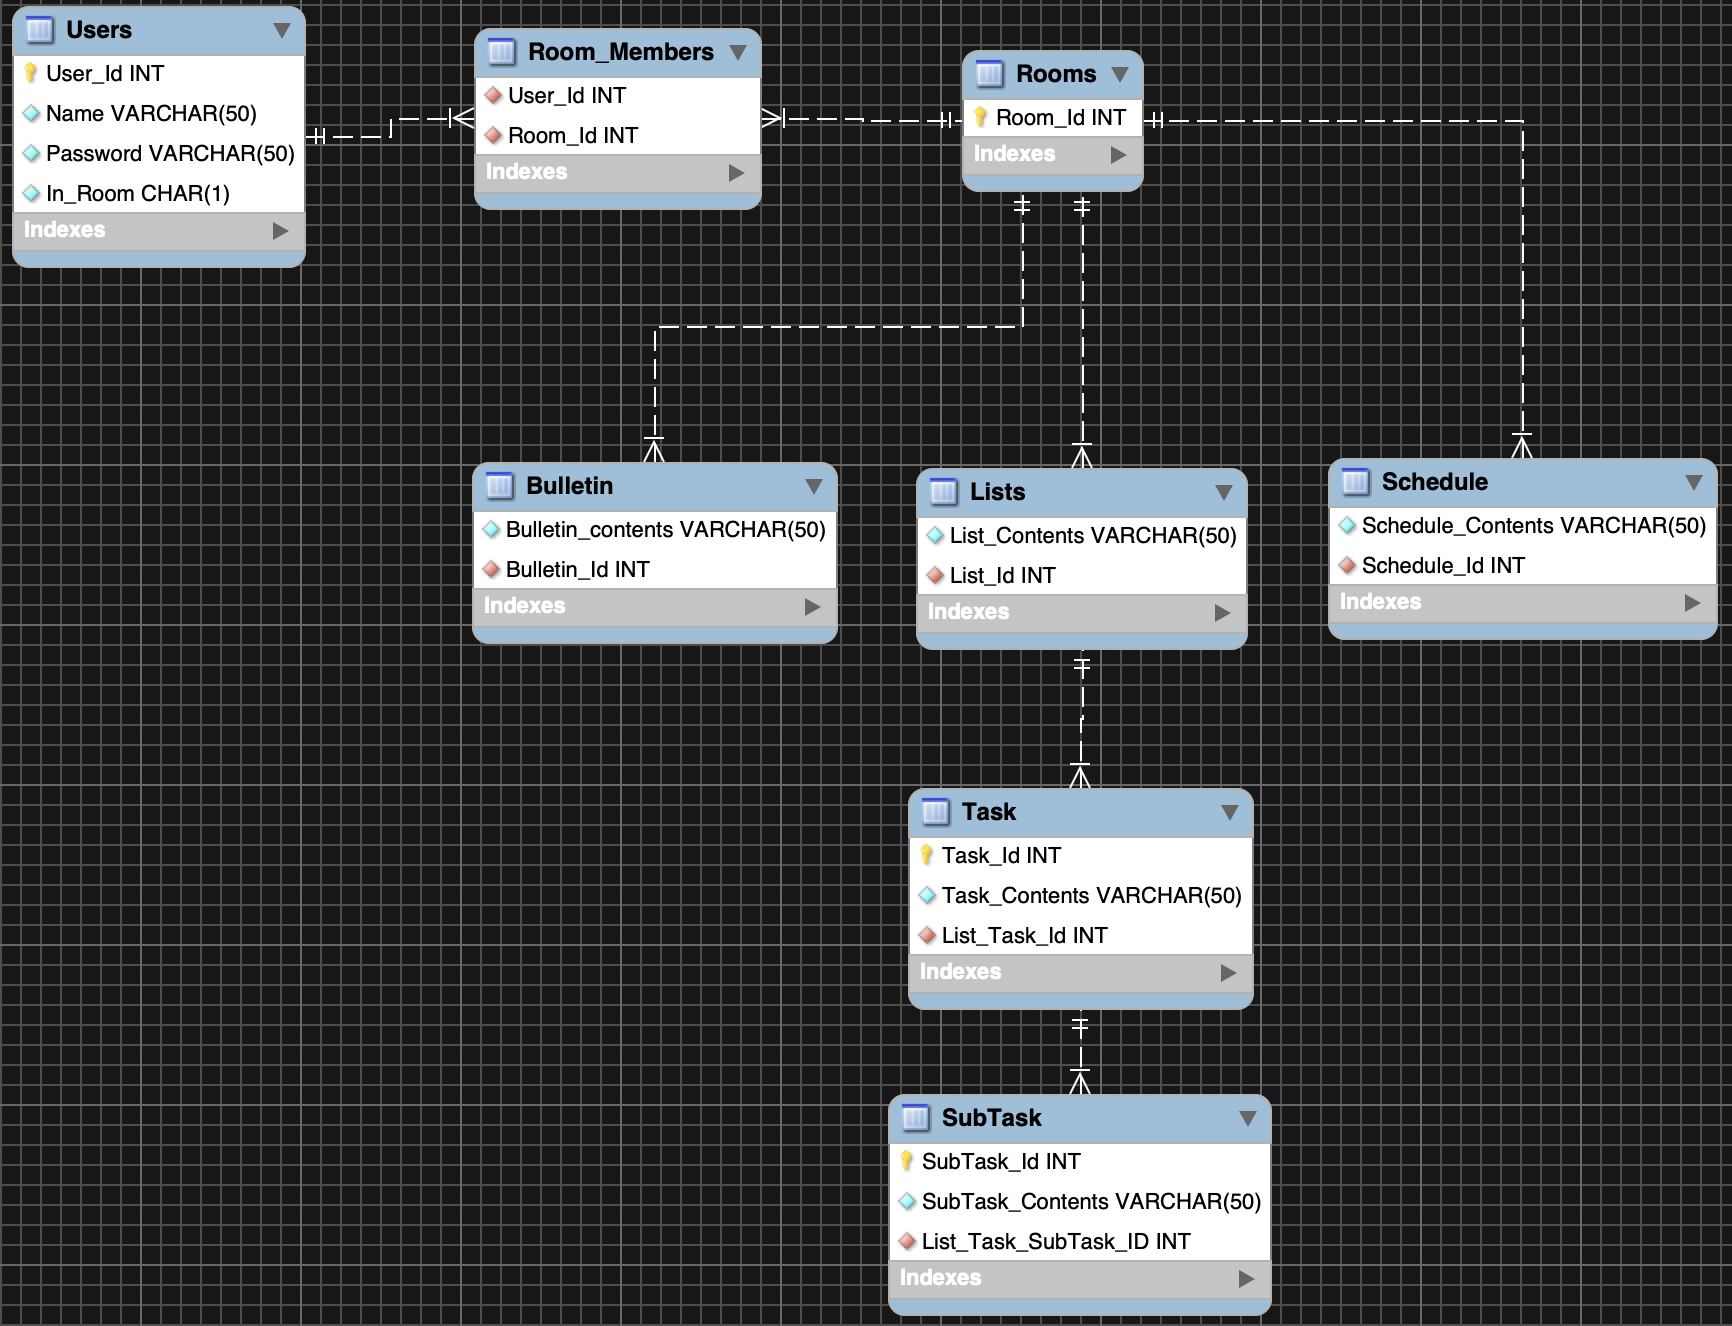 Users
User_Id INT
Name VARCHAR(50)
Password VARCHAR(50)
In_Room CHAR(1)
Indexes
Room_Members
User_Id INT
Room_Id INT
Indexes
Rooms
Room_Id INT
Indexes
Bulletin
Bulletin_contents VARCHAR(50)
Bulletin_Id INT
Indexes
Lists
List_Contents VARCHAR(50)
List_Id INT
Indexes
Schedule
Schedule_Contents VARCHAR(50)
Schedule_Id INT
Indexes
Task
Task_Id INT
Task_Contents VARCHAR(50)
List_Task_Id INT
Indexes
SubTask
SubTask_Id INT
SubTask_Contents VARCHAR(50)
List_Task_SubTask_ID INT
Indexes